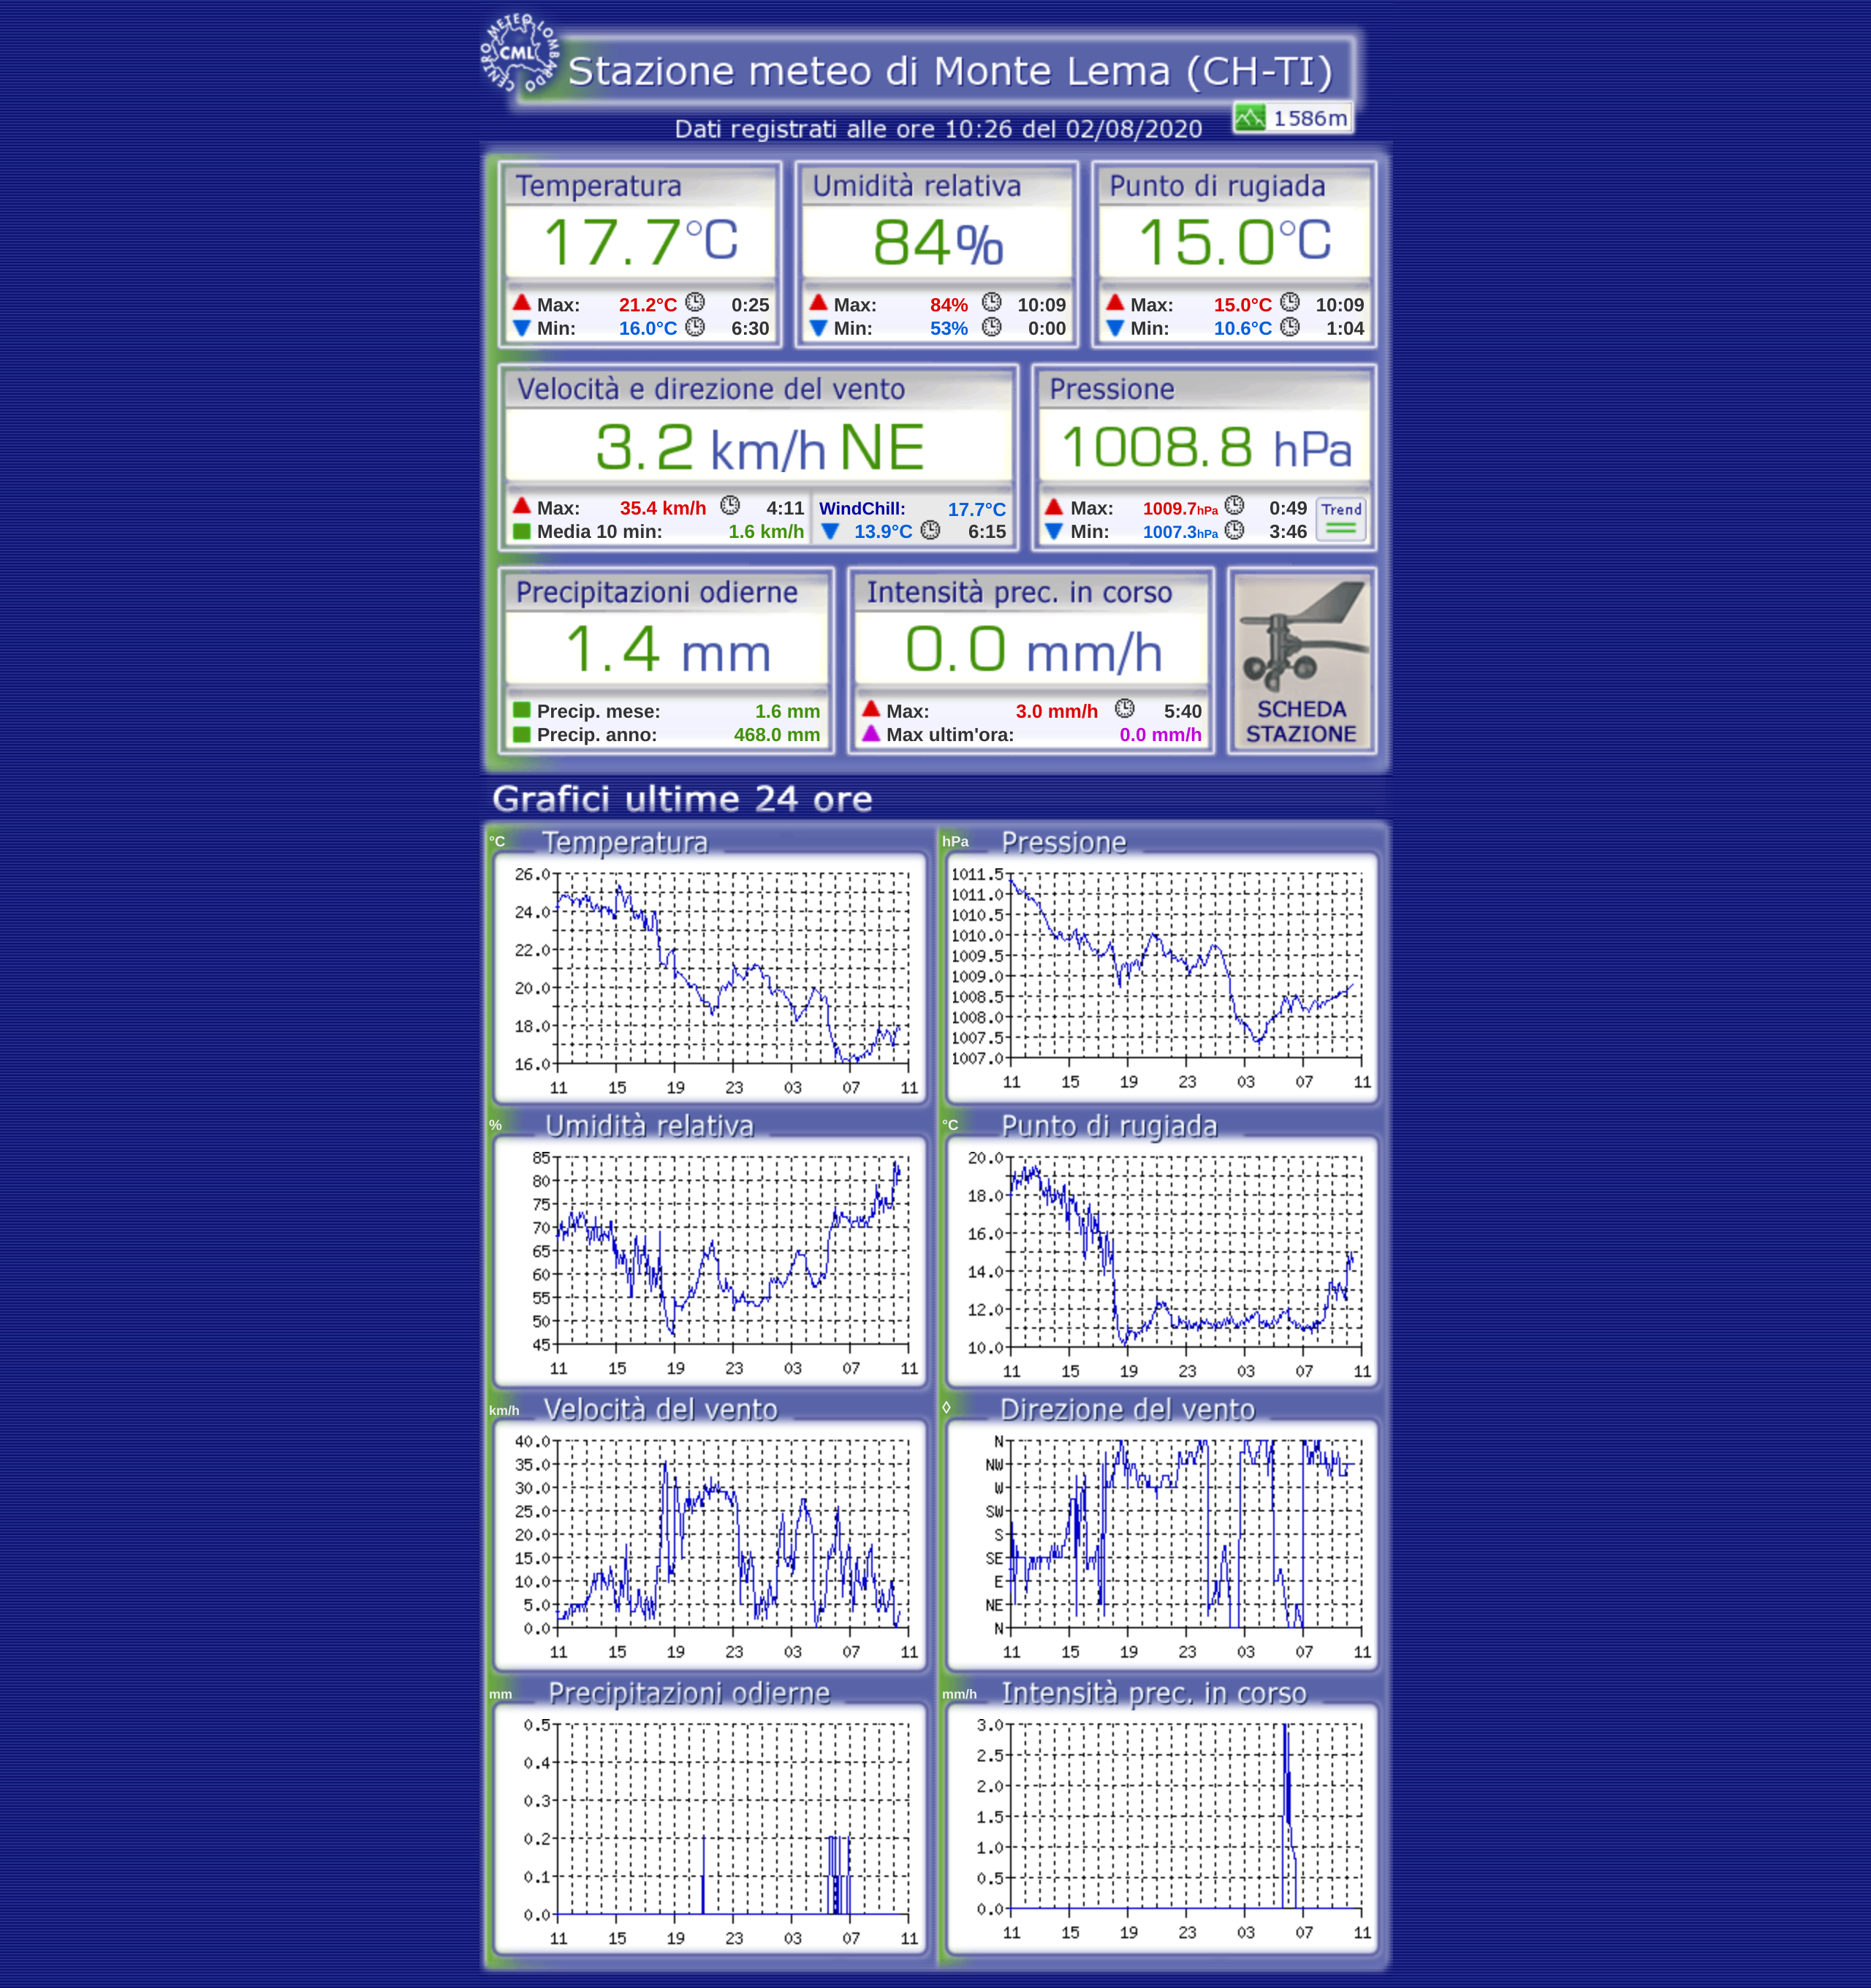 CENTRO METEO LOMBARDO
CML
Stazione meteo di Monte Lema (CH-TI)
1586m
Dati registrati alle ore 10:26 del 02/08/2020
Temperatura
17.7°C
Max: 21.2°C 0:25
Min: 16.0°C 6:30
Umidità relativa
84%
Max: 84% 10:09
Min: 53% 0:00
Punto di rugiada
15.0°C
Max: 15.0°C 10:09
Min: 10.6°C 1:04
Velocità e direzione del vento
3.2 km/h NE
Max: 35.4 km/h 4:11
Media 10 min: 1.6 km/h
WindChill: 17.7°C
13.9°C 6:15
Pressione
1008.8 hPa
Max: 1009.7hPa 0:49
Min: 1007.3hPa 3:46
Trend
Precipitazioni odierne
1.4 mm
Precip. mese: 1.6 mm
Precip. anno: 468.0 mm
Intensità prec. in corso
0.0 mm/h
Max: 3.0 mm/h 5:40
Max ultim'ora: 0.0 mm/h
SCHEDA
STAZIONE
Grafici ultime 24 ore
°C Temperatura
26.0
24.0
22.0
20.0
18.0
16.0
11 15 19 23 03 07 11
hPa Pressione
1011.5
1011.0
1010.5
1010.0
1009.5
1009.0
1008.5
1008.0
1007.5
1007.0
11 15 19 23 03 07 11
% Umidità relativa
85
80
75
70
65
60
55
50
45
11 15 19 23 03 07 11
°C Punto di rugiada
20.0
18.0
16.0
14.0
12.0
10.0
11 15 19 23 03 07 11
km/h Velocità del vento
40.0
35.0
30.0
25.0
20.0
15.0
10.0
5.0
0.0
11 15 19 23 03 07 11
◊ Direzione del vento
N
NW
W
SW
S
SE
E
NE
N
11 15 19 23 03 07 11
mm Precipitazioni odierne
0.5
0.4
0.3
0.2
0.1
0.0
11 15 19 23 03 07 11
mm/h Intensità prec. in corso
3.0
2.5
2.0
1.5
1.0
0.5
0.0
11 15 19 23 03 07 11